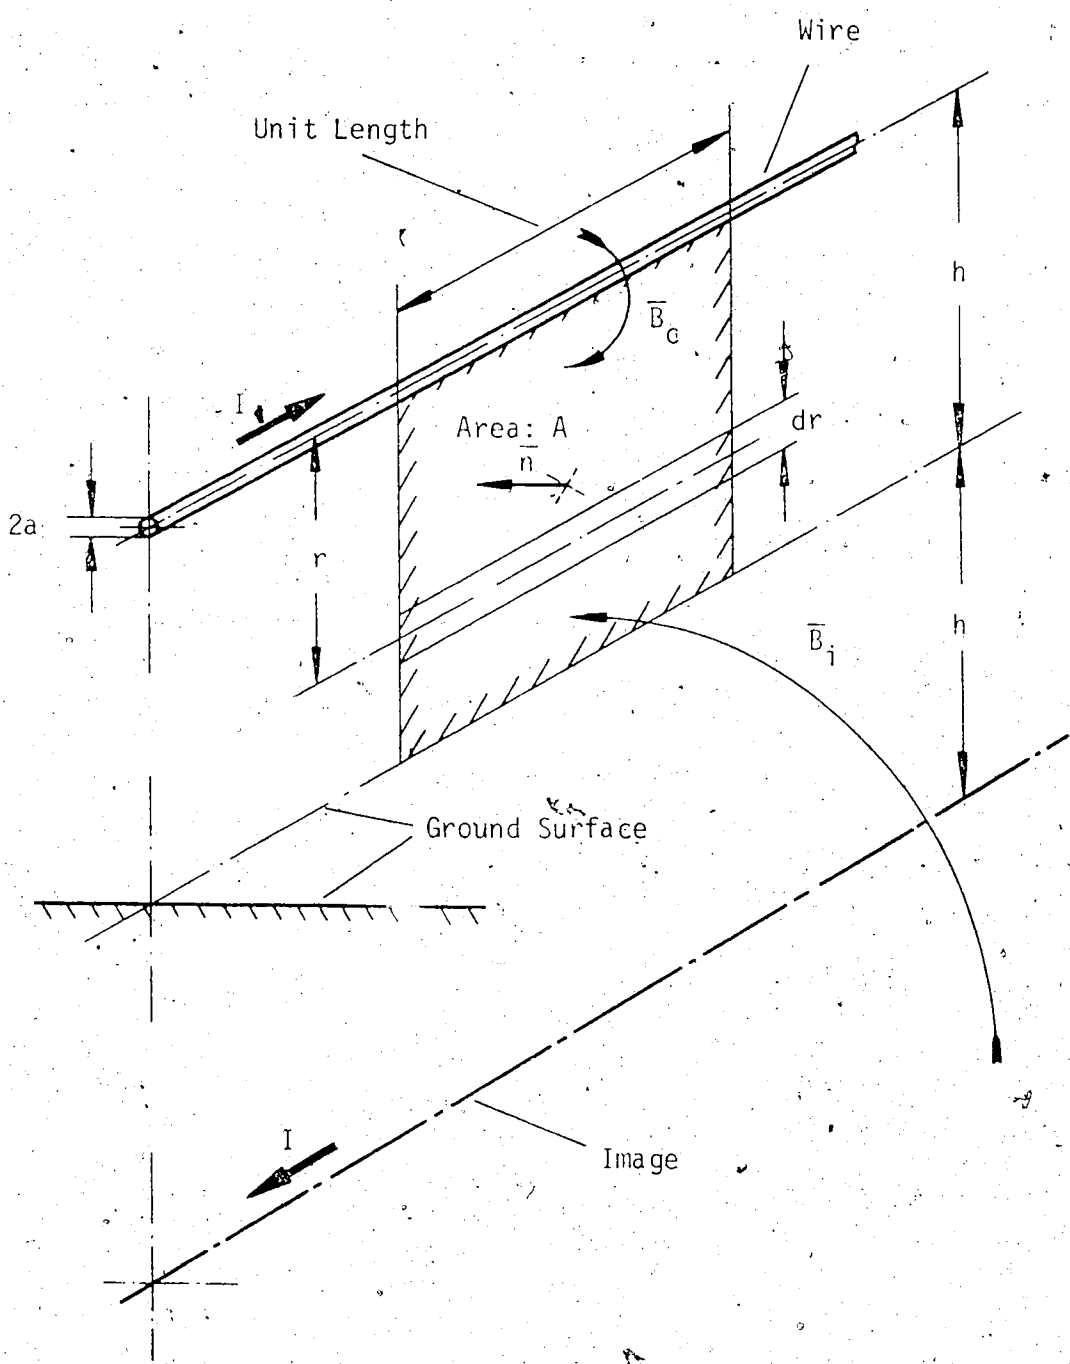 Wire
Unit Length
h
B̅c
I
Area: A
n̅
dr
2a
r
h
B̅i
Ground Surface
I
Image